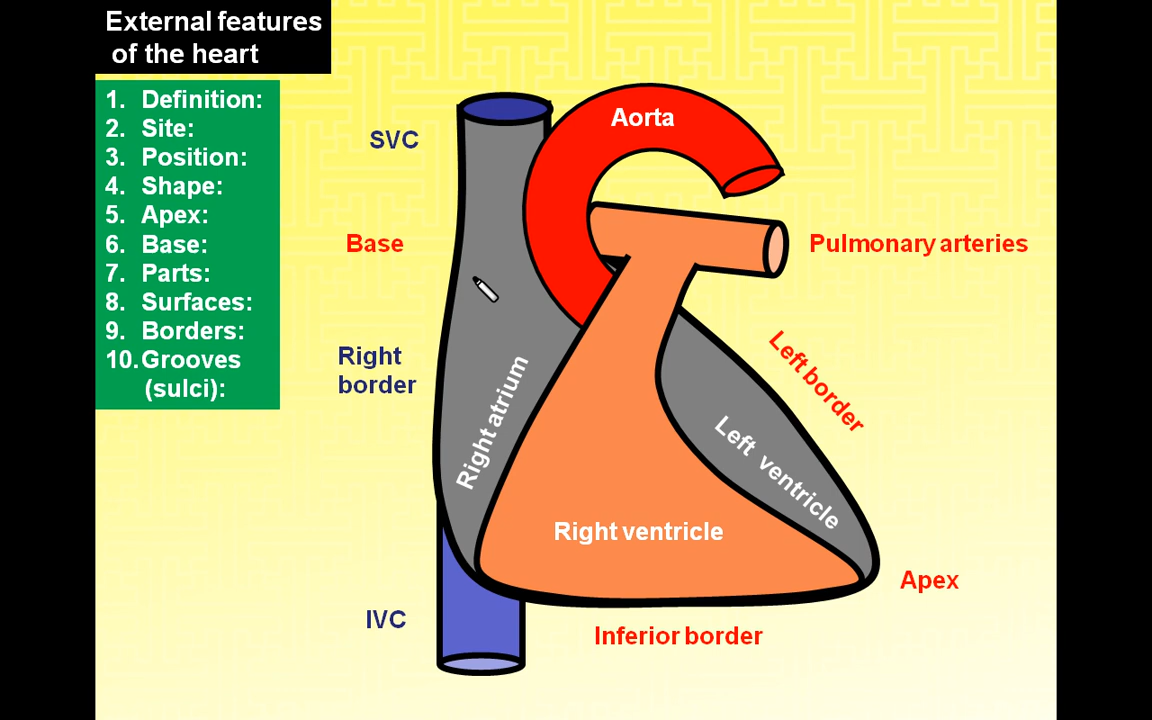 External features
of the heart
1. Definition:
2. Site:
3. Position:
4. Shape:
5. Apex:
6. Base:
7. Parts:
8. Surfaces:
9. Borders:
10. Grooves
(sulci):
Aorta
SVC
Base
Pulmonary arteries
Right
border
Left border
Right atrium
Left ventricle
Right ventricle
Apex
IVC
Inferior border